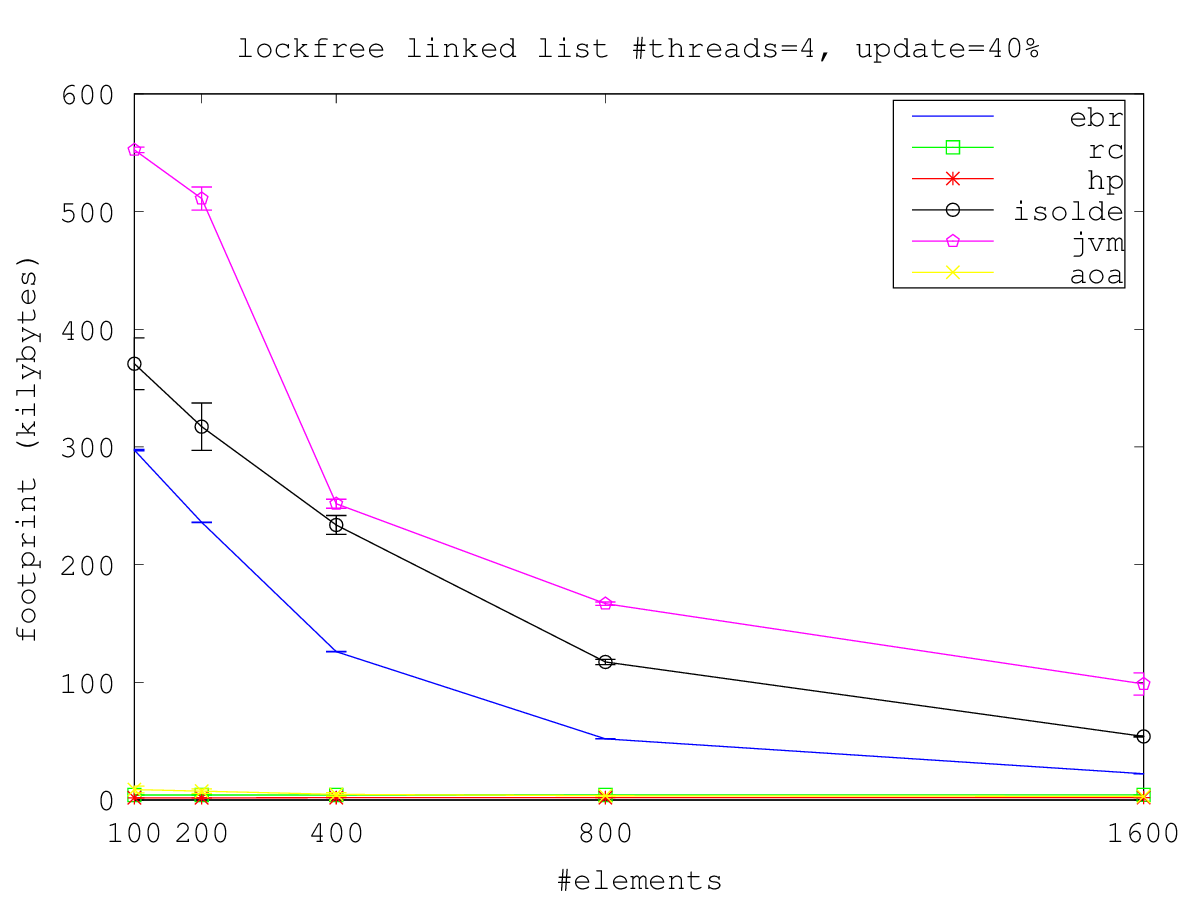 lockfree linked list #threads=4, update=40%
600
500
400
300
200
100
0
footprint (kilybytes)
ebr
rc
hp
isolde
jvm
aoa
100 200 400 800 1600
#elements